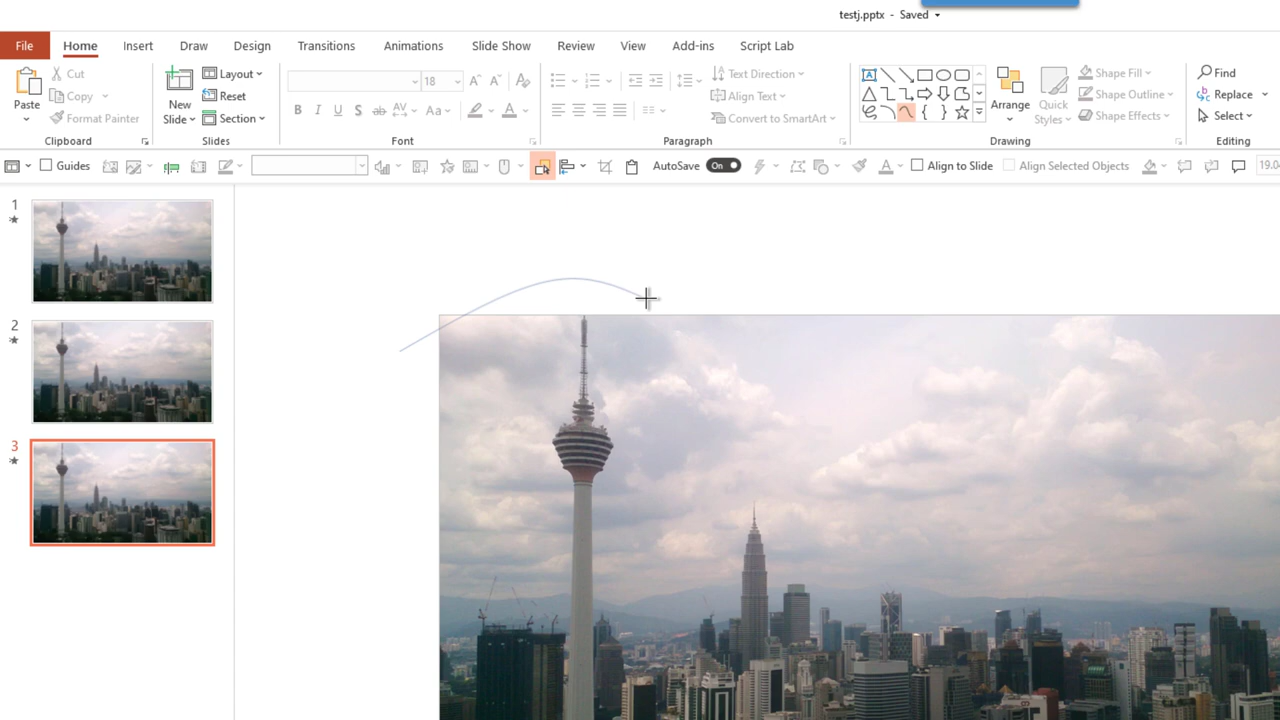 testj.pptx - Saved
File Home Insert Draw Design Transitions Animations Slide Show Review View Add-ins Script Lab
Cut
Copy
Format Painter
Paste
Clipboard
New Slide
Layout
Reset
Section
Slides
18
B I U S ab AV Aa A
Font
Text Direction
Align Text
Convert to SmartArt
Paragraph
Arrange
Quick Styles
Shape Fill
Shape Outline
Shape Effects
Drawing
Find
Replace
Select
Editing
Guides
AutoSave On
Align to Slide
Align Selected Objects
1
2
3